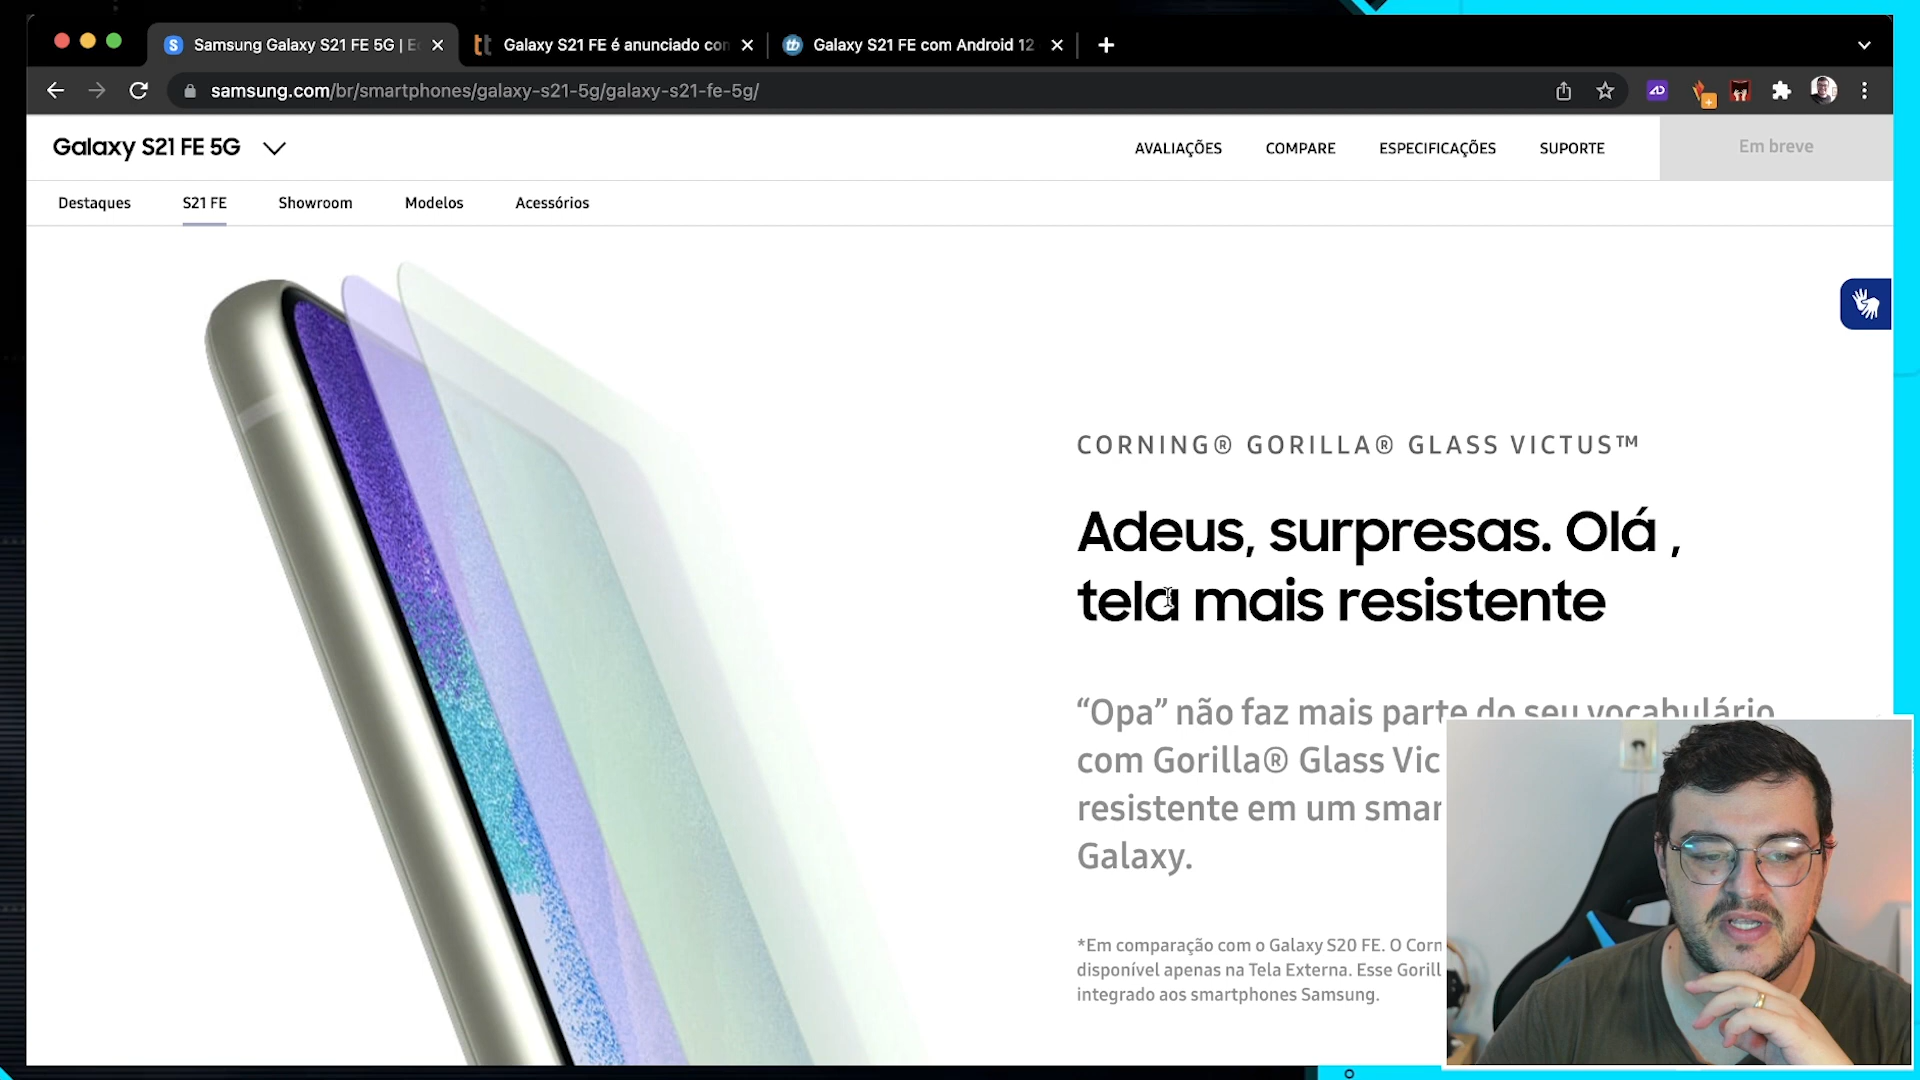 Samsung Galaxy S21 FE 5G | E
Galaxy S21 FE é anunciado con
Galaxy S21 FE com Android 12
samsung.com/br/smartphones/galaxy-s21-5g/galaxy-s21-fe-5g/
Galaxy S21 FE 5G
AVALIAÇÕES COMPARE ESPECIFICAÇÕES SUPORTE Em breve
Destaques S21 FE Showroom Modelos Acessórios
CORNING® GORILLA® GLASS VICTUS™
Adeus, surpresas. Olá ,
tela mais resistente
“Opa” não faz mais parte do seu vocabulário
com Gorilla® Glass Vic
resistente em um smar
Galaxy.
*Em comparação com o Galaxy S20 FE. O Corn
disponível apenas na Tela Externa. Esse Gorill
integrado aos smartphones Samsung.